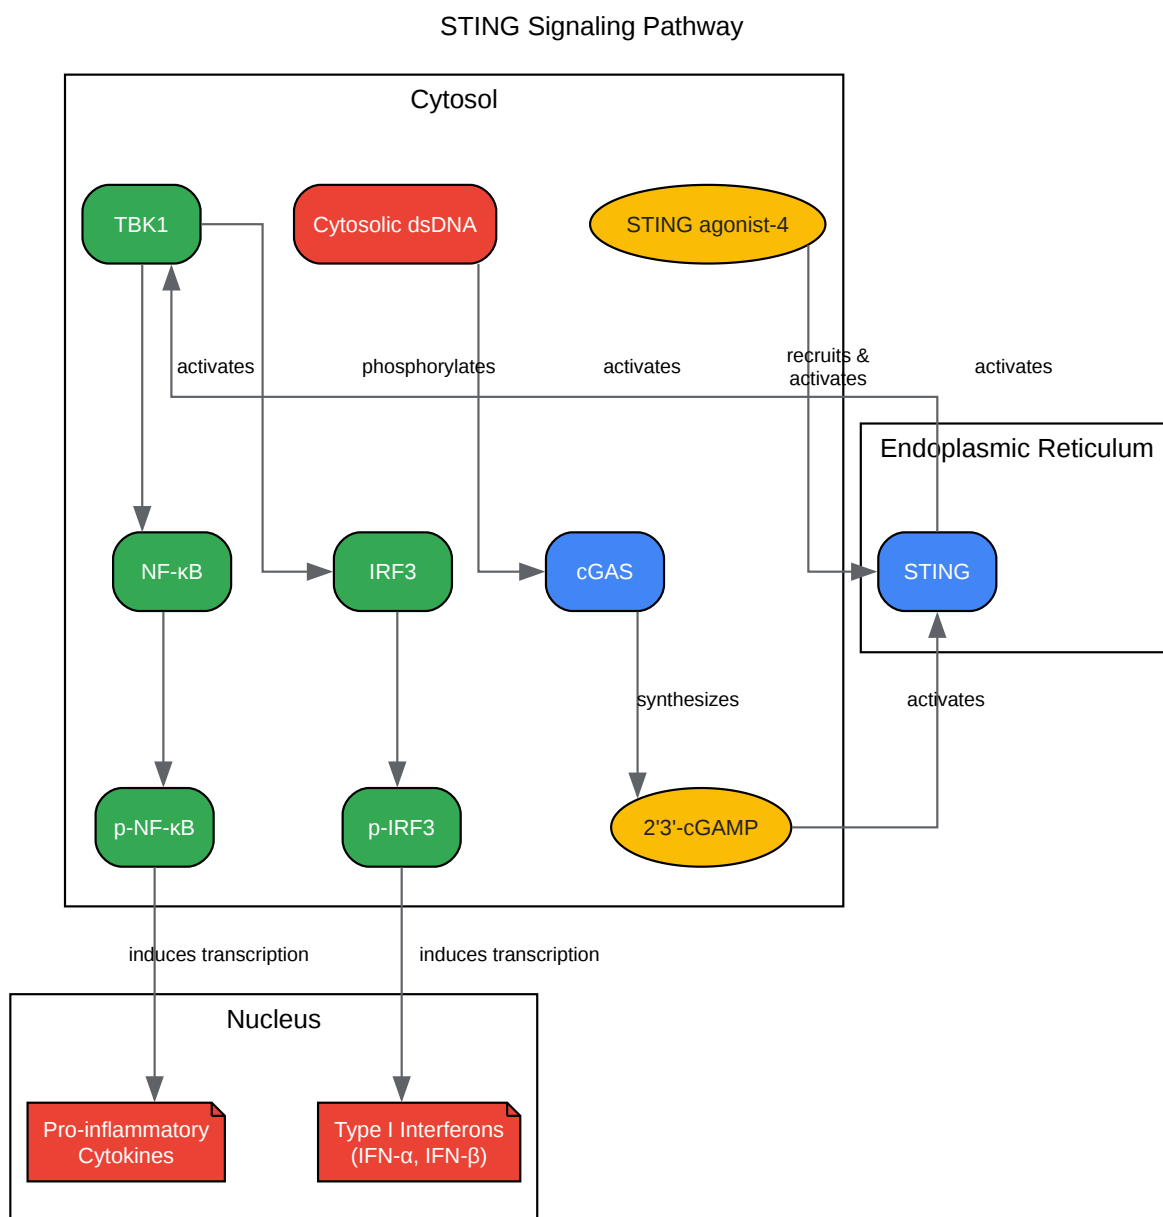 STING Signaling Pathway
Cytosol
TBK1
Cytosolic dsDNA
STING agonist-4
activates
phosphorylates
activates
recruits &
activates
activates
Endoplasmic Reticulum
NF-κB
IRF3
cGAS
STING
synthesizes
activates
p-NF-κB
p-IRF3
2'3'-cGAMP
induces transcription
induces transcription
Nucleus
Pro-inflammatory
Cytokines
Type I Interferons
(IFN-α, IFN-β)